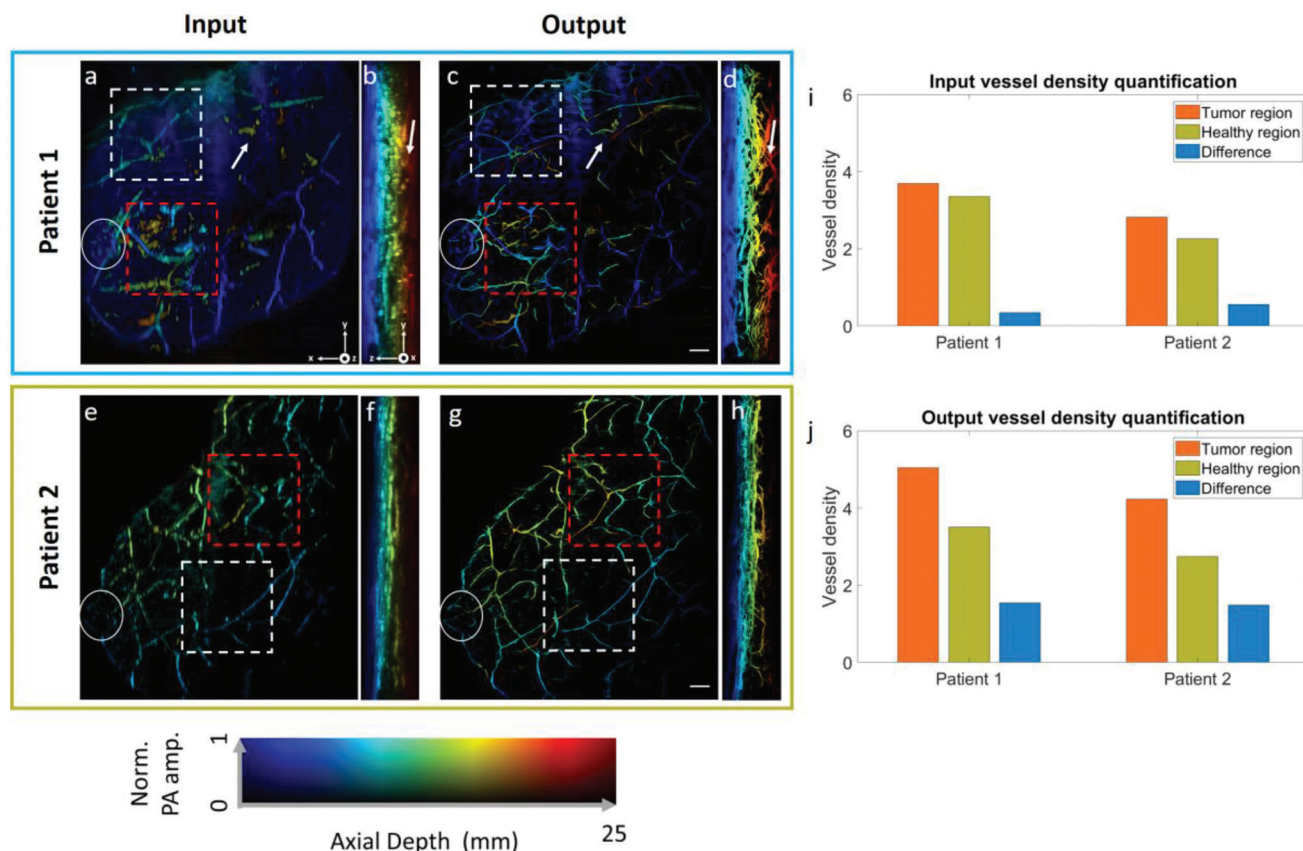 Input
Output
Patient 1
a
b
c
d
y
x
z
y
z
x
Patient 2
e
f
g
h
Norm.
PA amp.
1
0
Axial Depth (mm)
25
i
Input vessel density quantification
6
4
2
0
Vessel density
Tumor region
Healthy region
Difference
Patient 1
Patient 2
j
Output vessel density quantification
6
4
2
0
Vessel density
Tumor region
Healthy region
Difference
Patient 1
Patient 2